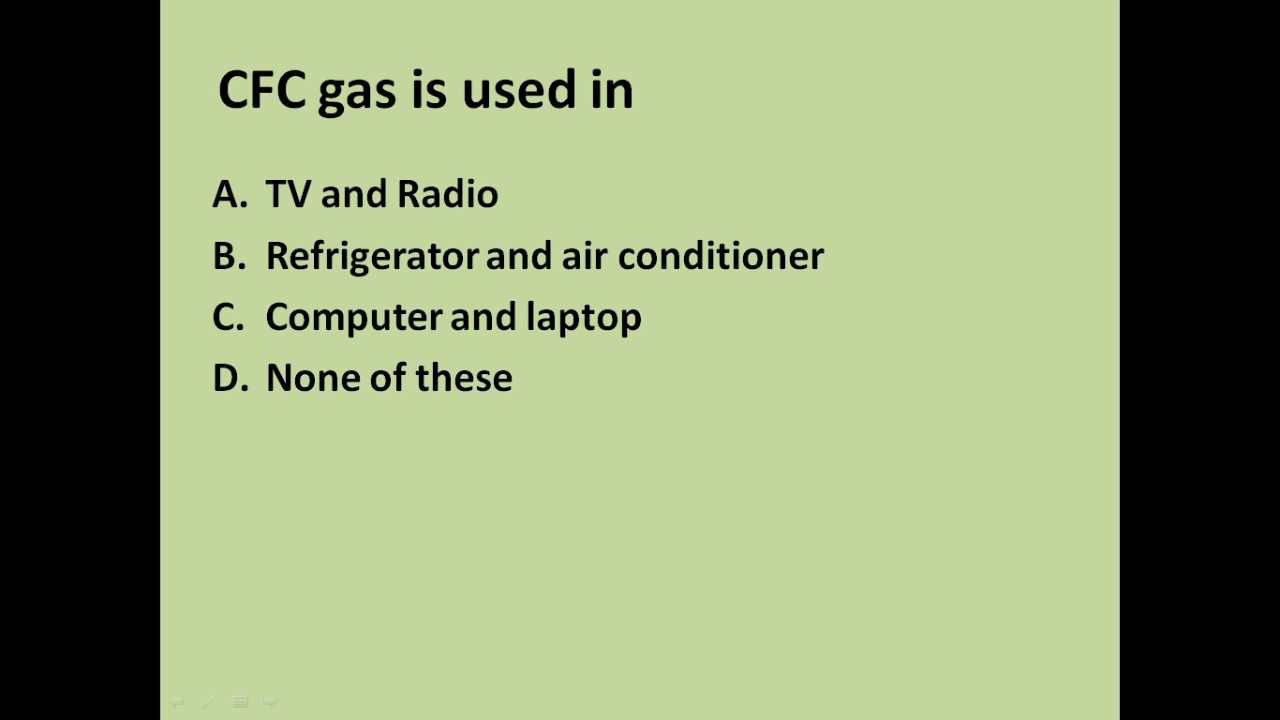 CFC gas is used in
A. TV and Radio
B. Refrigerator and air conditioner
C. Computer and laptop
D. None of these